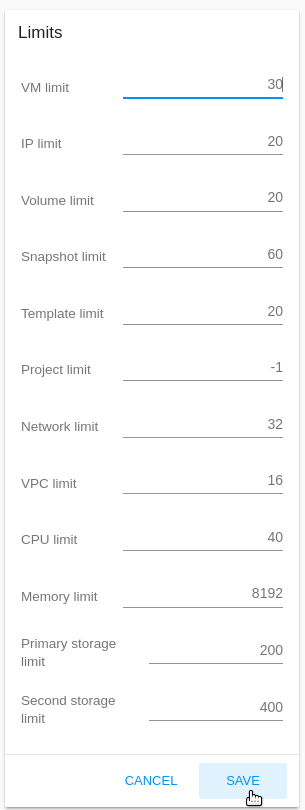 Limits
VM limit 30
IP limit 20
Volume limit 20
Snapshot limit 60
Template limit 20
Project limit -1
Network limit 32
VPC limit 16
CPU limit 40
Memory limit 8192
Primary storage
limit 200
Second storage
limit 400
CANCEL SAVE